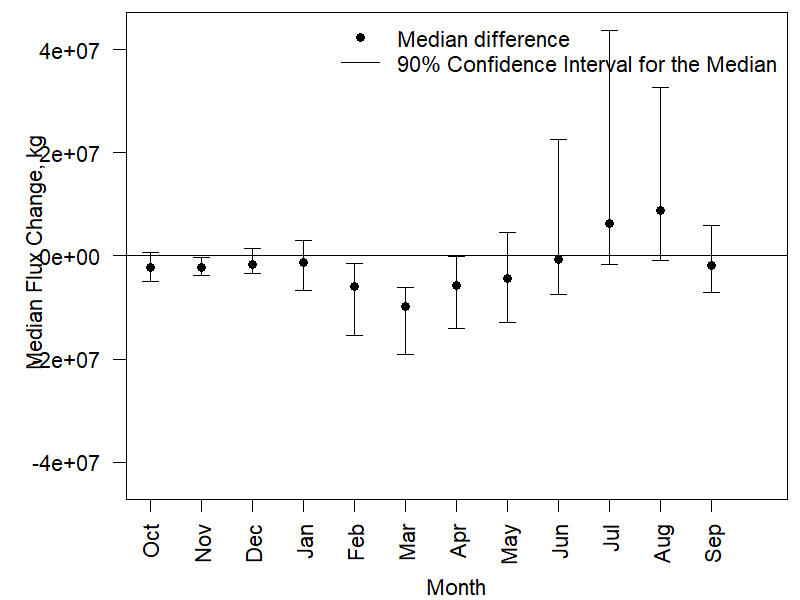 Median difference
90% Confidence Interval for the Median
Median Flux Change, kg
4e+07
2e+07
0e+00
-2e+07
-4e+07
Oct
Nov
Dec
Jan
Feb
Mar
Apr
May
Jun
Jul
Aug
Sep
Month